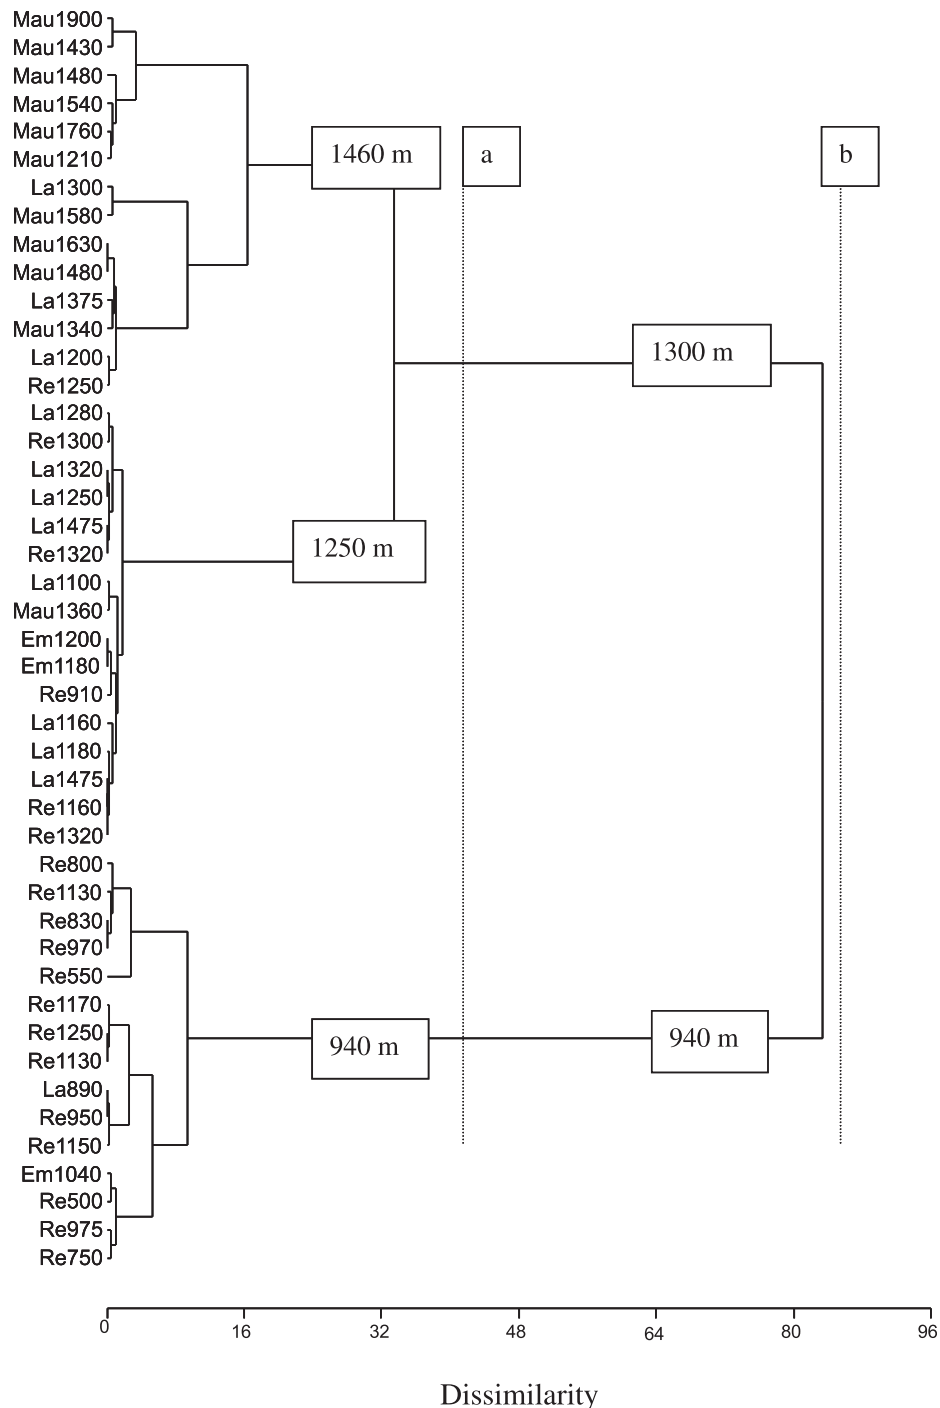 Mau1900
Mau1430
Mau1480
Mau1540
Mau1760
Mau1210
La1300
Mau1580
Mau1630
Mau1480
La1375
Mau1340
La1200
Re1250
La1280
Re1300
La1320
La1250
La1475
Re1320
La1100
Mau1360
Em1200
Em1180
Re910
La1160
La1180
La1475
Re1160
Re1320
Re800
Re1130
Re830
Re970
Re550
Re1170
Re1250
Re1130
La890
Re950
Re1150
Em1040
Re500
Re975
Re750
1460 m
a
b
1300 m
1250 m
940 m
940 m
0 16 32 48 64 80 96
Dissimilarity